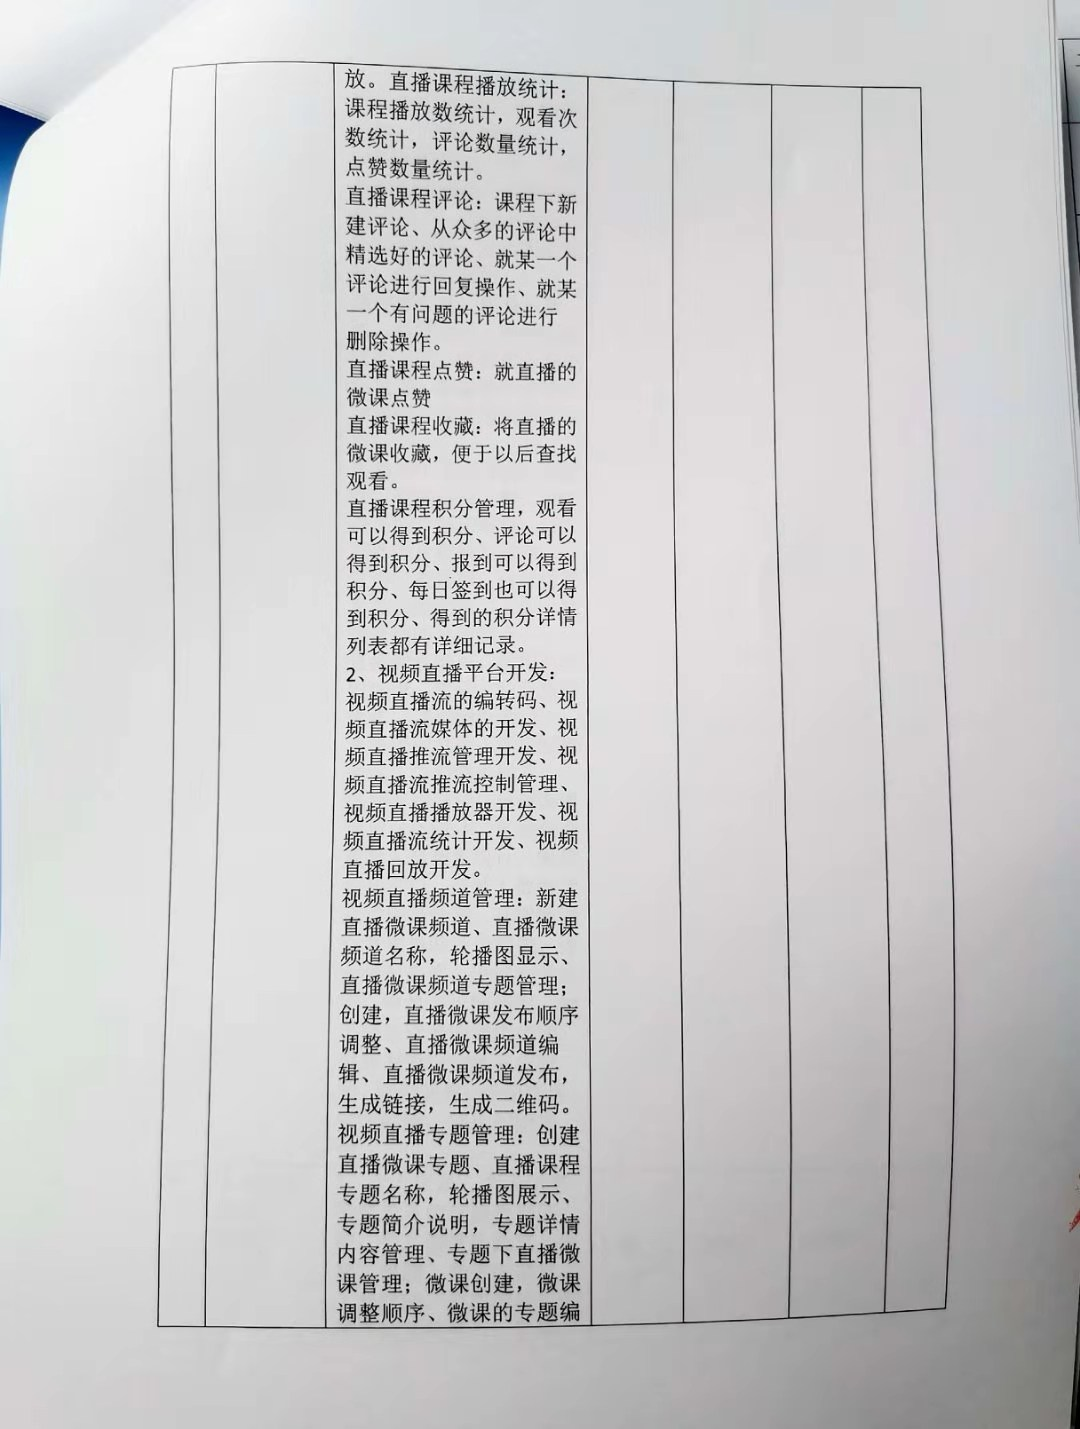 放。直播课程播放统计：
课程播放数统计，观看次
数统计，评论数量统计，
点赞数量统计。
直播课程评论：课程下新
建评论、从众多的评论中
精选好的评论、就某一个
评论进行回复操作、就某
一个有问题的评论进行
删除操作。
直播课程点赞：就直播的
微课点赞
直播课程收藏：将直播的
微课收藏，便于以后查找
观看。
直播课程积分管理，观看
可以得到积分、评论可以
得到积分、报到可以得到
积分、每日签到也可以得
到积分、得到的积分详情
列表都有详细记录。
2、视频直播平台开发：
视频直播流的编转码、视
频直播流媒体的开发、视
频直播推流管理开发、视
频直播流推流控制管理、
视频直播播放器开发、视
频直播流统计开发、视频
直播回放开发。
视频直播频道管理：新建
直播微课频道、直播微课
频道名称，轮播图显示、
直播微课频道专题管理；
创建，直播微课发布顺序
调整、直播微课频道编
辑、直播微课频道发布，
生成链接，生成二维码。
视频直播专题管理：创建
直播微课专题、直播课程
专题名称，轮播图展示、
专题简介说明，专题详情
内容管理、专题下直播微
课管理；微课创建，微课
调整顺序、微课的专题编